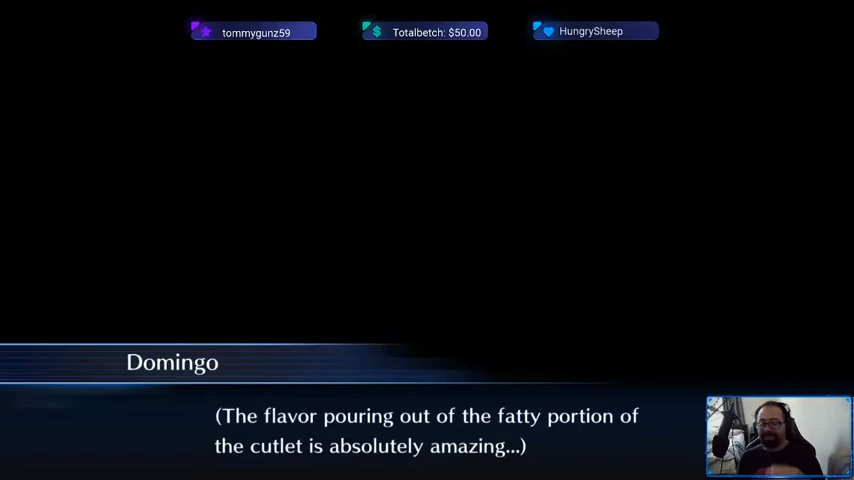 tommygunz59
Totalbetch: $50.00
HungrySheep
Domingo
(The flavor pouring out of the fatty portion of
the cutlet is absolutely amazing...)